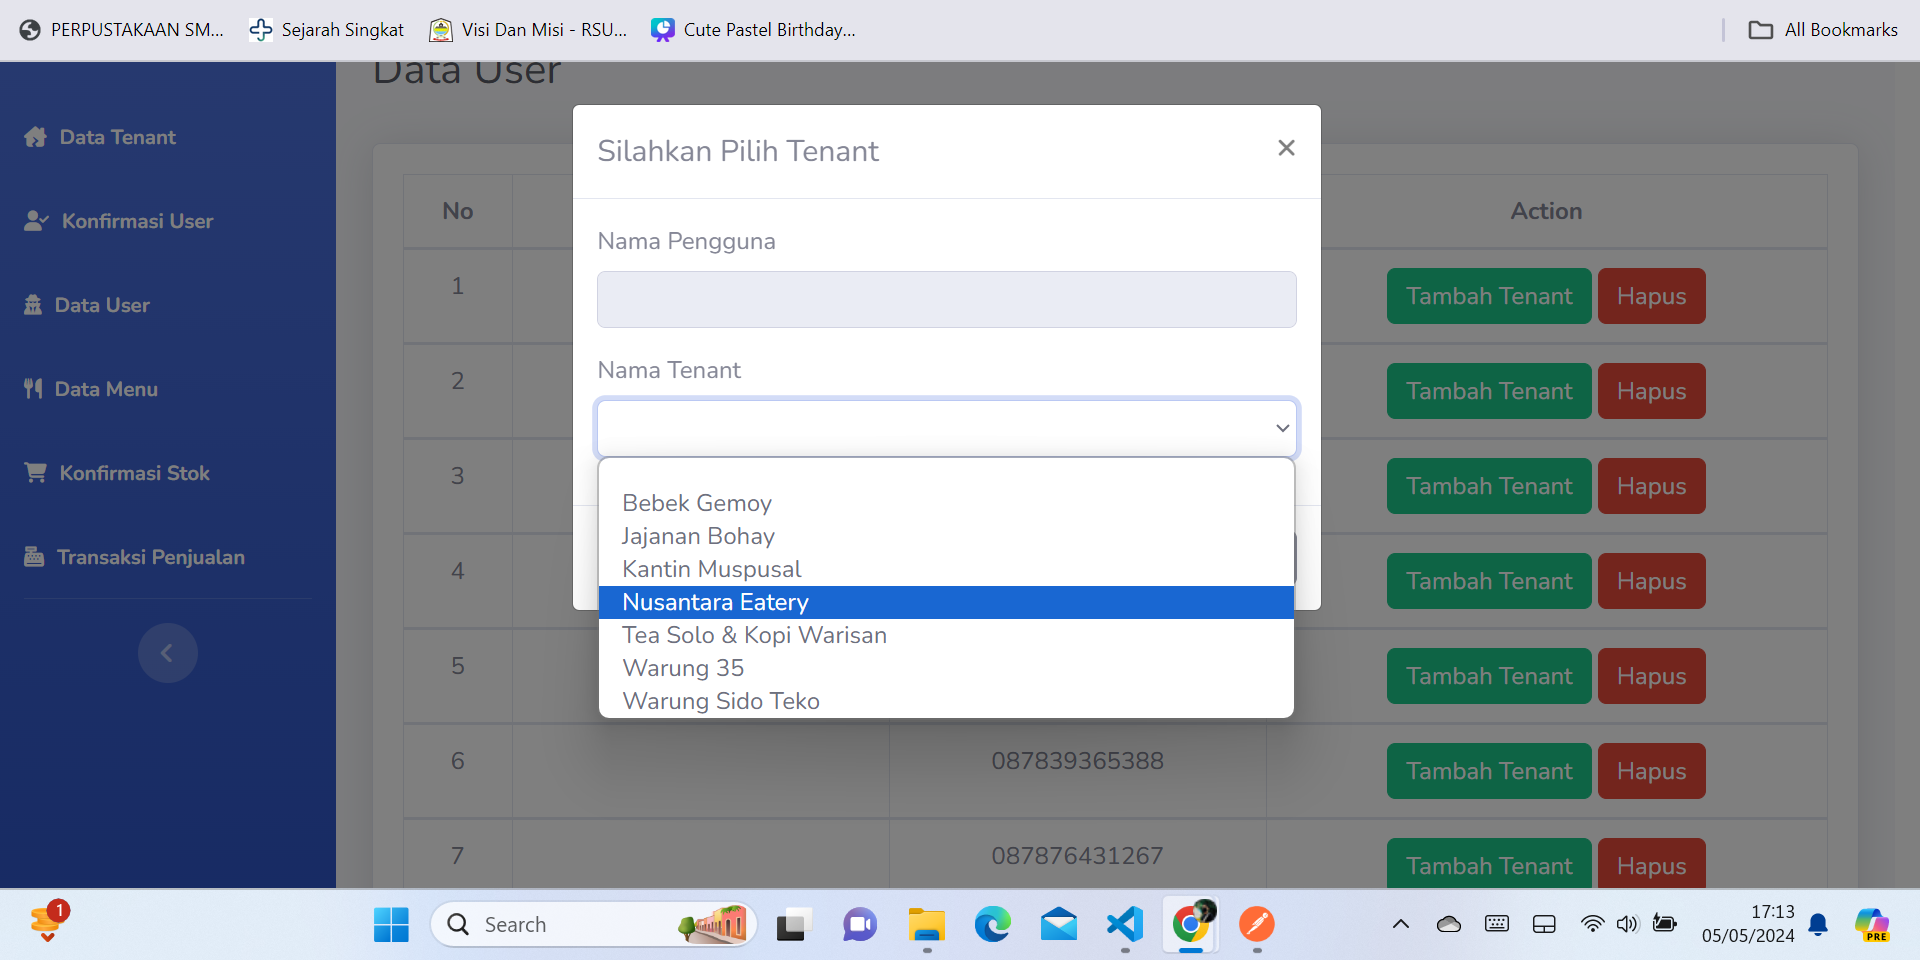 PERPUSTAKAAN SM...
Sejarah Singkat
Visi Dan Misi - RSU...
Cute Pastel Birthday...
All Bookmarks
Data User
Data Tenant
Konfirmasi User
Data User
Data Menu
Konfirmasi Stok
Transaksi Penjualan
Silahkan Pilih Tenant
Nama Pengguna
Nama Tenant
Bebek Gemoy
Jajanan Bohay
Kantin Muspusal
Nusantara Eatery
Tea Solo & Kopi Warisan
Warung 35
Warung Sido Teko
No Action
1 Tambah Tenant Hapus
2 Tambah Tenant Hapus
3 Tambah Tenant Hapus
4 Tambah Tenant Hapus
5 Tambah Tenant Hapus
6 087839365388 Tambah Tenant Hapus
7 087876431267 Tambah Tenant Hapus
1
Search
17:13
05/05/2024
PRE